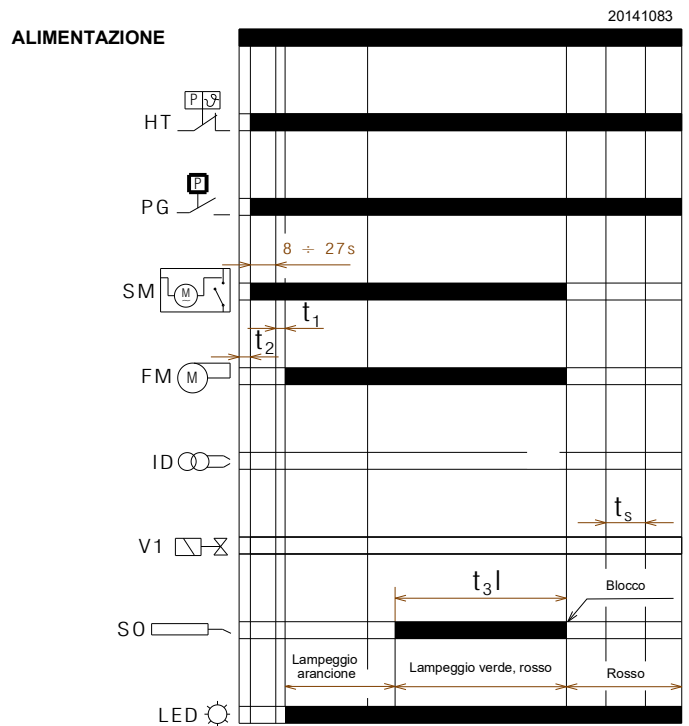 20141083
ALIMENTAZIONE
P ϑ
HT
P
PG
8 ÷ 27s
SM
M
t1
t2
FM
M
ID
ts
V1
t3l
Blocco
SO
Lampeggio
arancione
Lampeggio verde, rosso
Rosso
LED